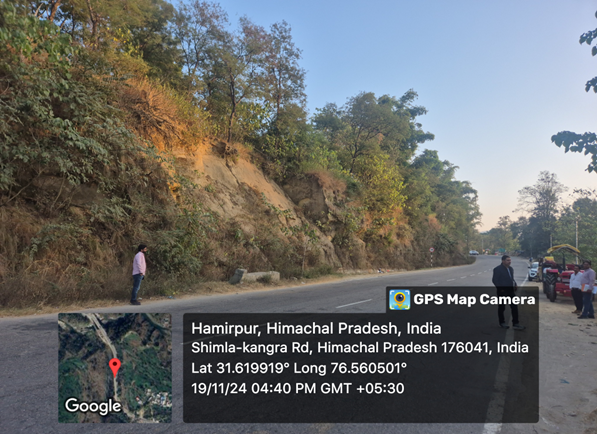 GPS Map Camera
Hamirpur, Himachal Pradesh, India
Shimla-kangra Rd, Himachal Pradesh 176041, India
Lat 31.619919° Long 76.560501°
19/11/24 04:40 PM GMT +05:30
Google